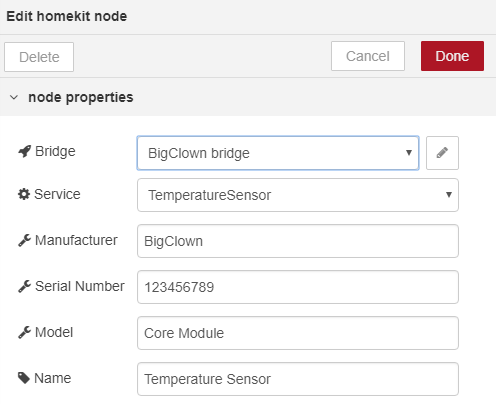 Edit homekit node
Delete Cancel Done
node properties
Bridge BigClown bridge
Service TemperatureSensor
Manufacturer BigClown
Serial Number 123456789
Model Core Module
Name Temperature Sensor